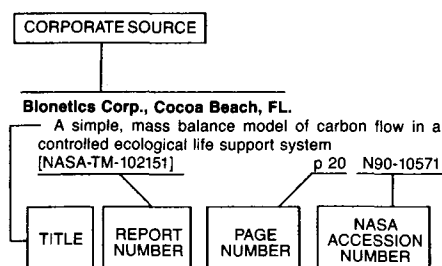 CORPORATE SOURCE
Bionetics Corp., Cocoa Beach, FL.
A simple, mass balance model of carbon flow in a
controlled ecological life support system
[NASA-TM-102151] p 20 N90-10571
TITLE
REPORT NUMBER
PAGE NUMBER
NASA ACCESSION NUMBER